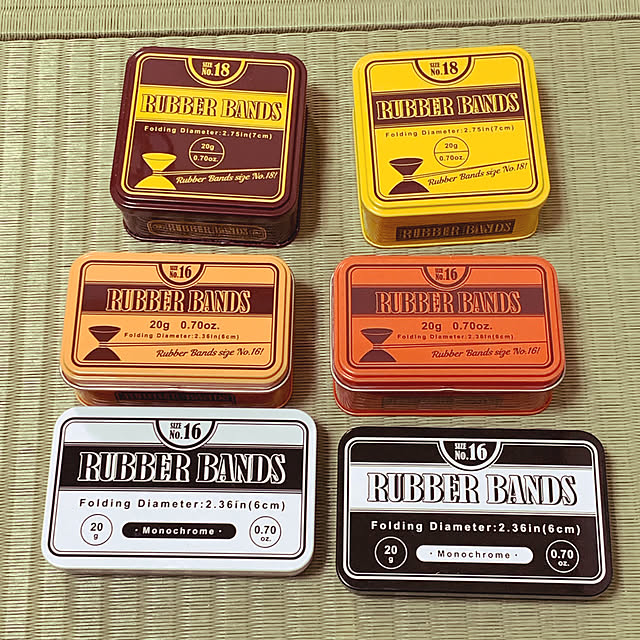 SIZE
No.18
RUBBER BANDS
Folding Diameter:2.75in(7cm)
20g
0.70oz.
Rubber Bands size No.18!
RUBBER BANDS
SIZE
No.18
RUBBER BANDS
Folding Diameter:2.75in(7cm)
20g
0.70oz.
Rubber Bands size No.18!
RUBBER BANDS
SIZE
No.16
RUBBER BANDS
20g 0.70oz.
Folding Diameter:2.36in(6cm)
Rubber Bands size No.16!
RUBBER BANDS
SIZE
No.16
RUBBER BANDS
20g 0.70oz.
Folding Diameter:2.36in(6cm)
Rubber Bands size No.16!
SIZE
No.16
RUBBER BANDS
Folding Diameter:2.36in(6cm)
20
g
· Monochrome ·
0.70
oz.
SIZE
No.16
RUBBER BANDS
Folding Diameter:2.36in(6cm)
20
g
· Monochrome ·
0.70
oz.